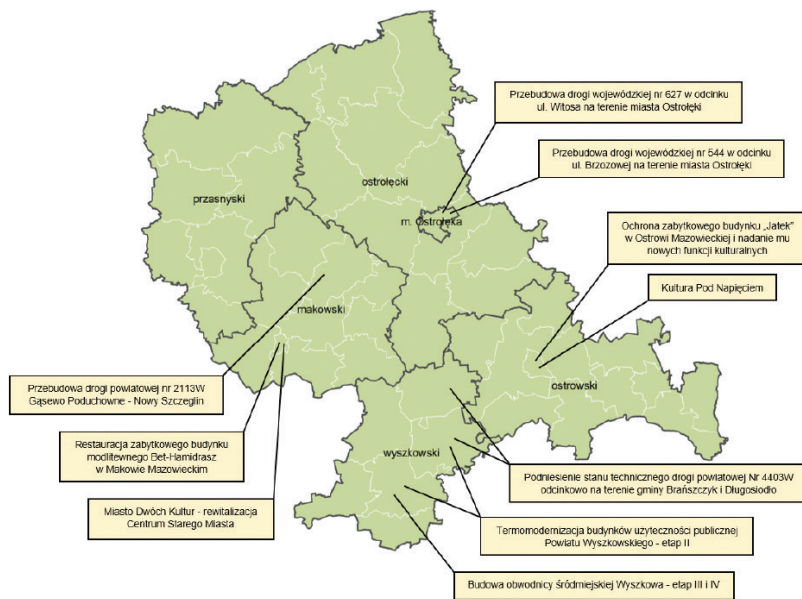 Przebudowa drogi wojewódzkiej nr 627 w odcinku
ul. Witosa na terenie miasta Ostrołęki
Przebudowa drogi wojewódzkiej nr 544 w odcinku
ul. Brzozowej na terenie miasta Ostrołęki
ostrołęcki
przasnyski
m. Ostrołęka
Ochrona zabytkowego budynku „Jatek”
w Ostrowi Mazowieckiej i nadanie mu
nowych funkcji kulturalnych
Kultura Pod Napięciem
makowski
ostrowski
Przebudowa drogi powiatowej nr 2113W
Gąsewo Poduchowne - Nowy Szczeglin
Restauracja zabytkowego budynku
modlitewnego Bet-Hamidrasz
w Makowie Mazowieckim
wyszkowski
Podniesienie stanu technicznego drogi powiatowej Nr 4403W
odcinkowo na terenie gminy Brańszczyk i Długosiodło
Miasto Dwóch Kultur - rewitalizacja
Centrum Starego Miasta
Termomodernizacja budynków użyteczności publicznej
Powiatu Wyszkowskiego - etap II
Budowa obwodnicy śródmiejskiej Wyszkowa - etap III i IV